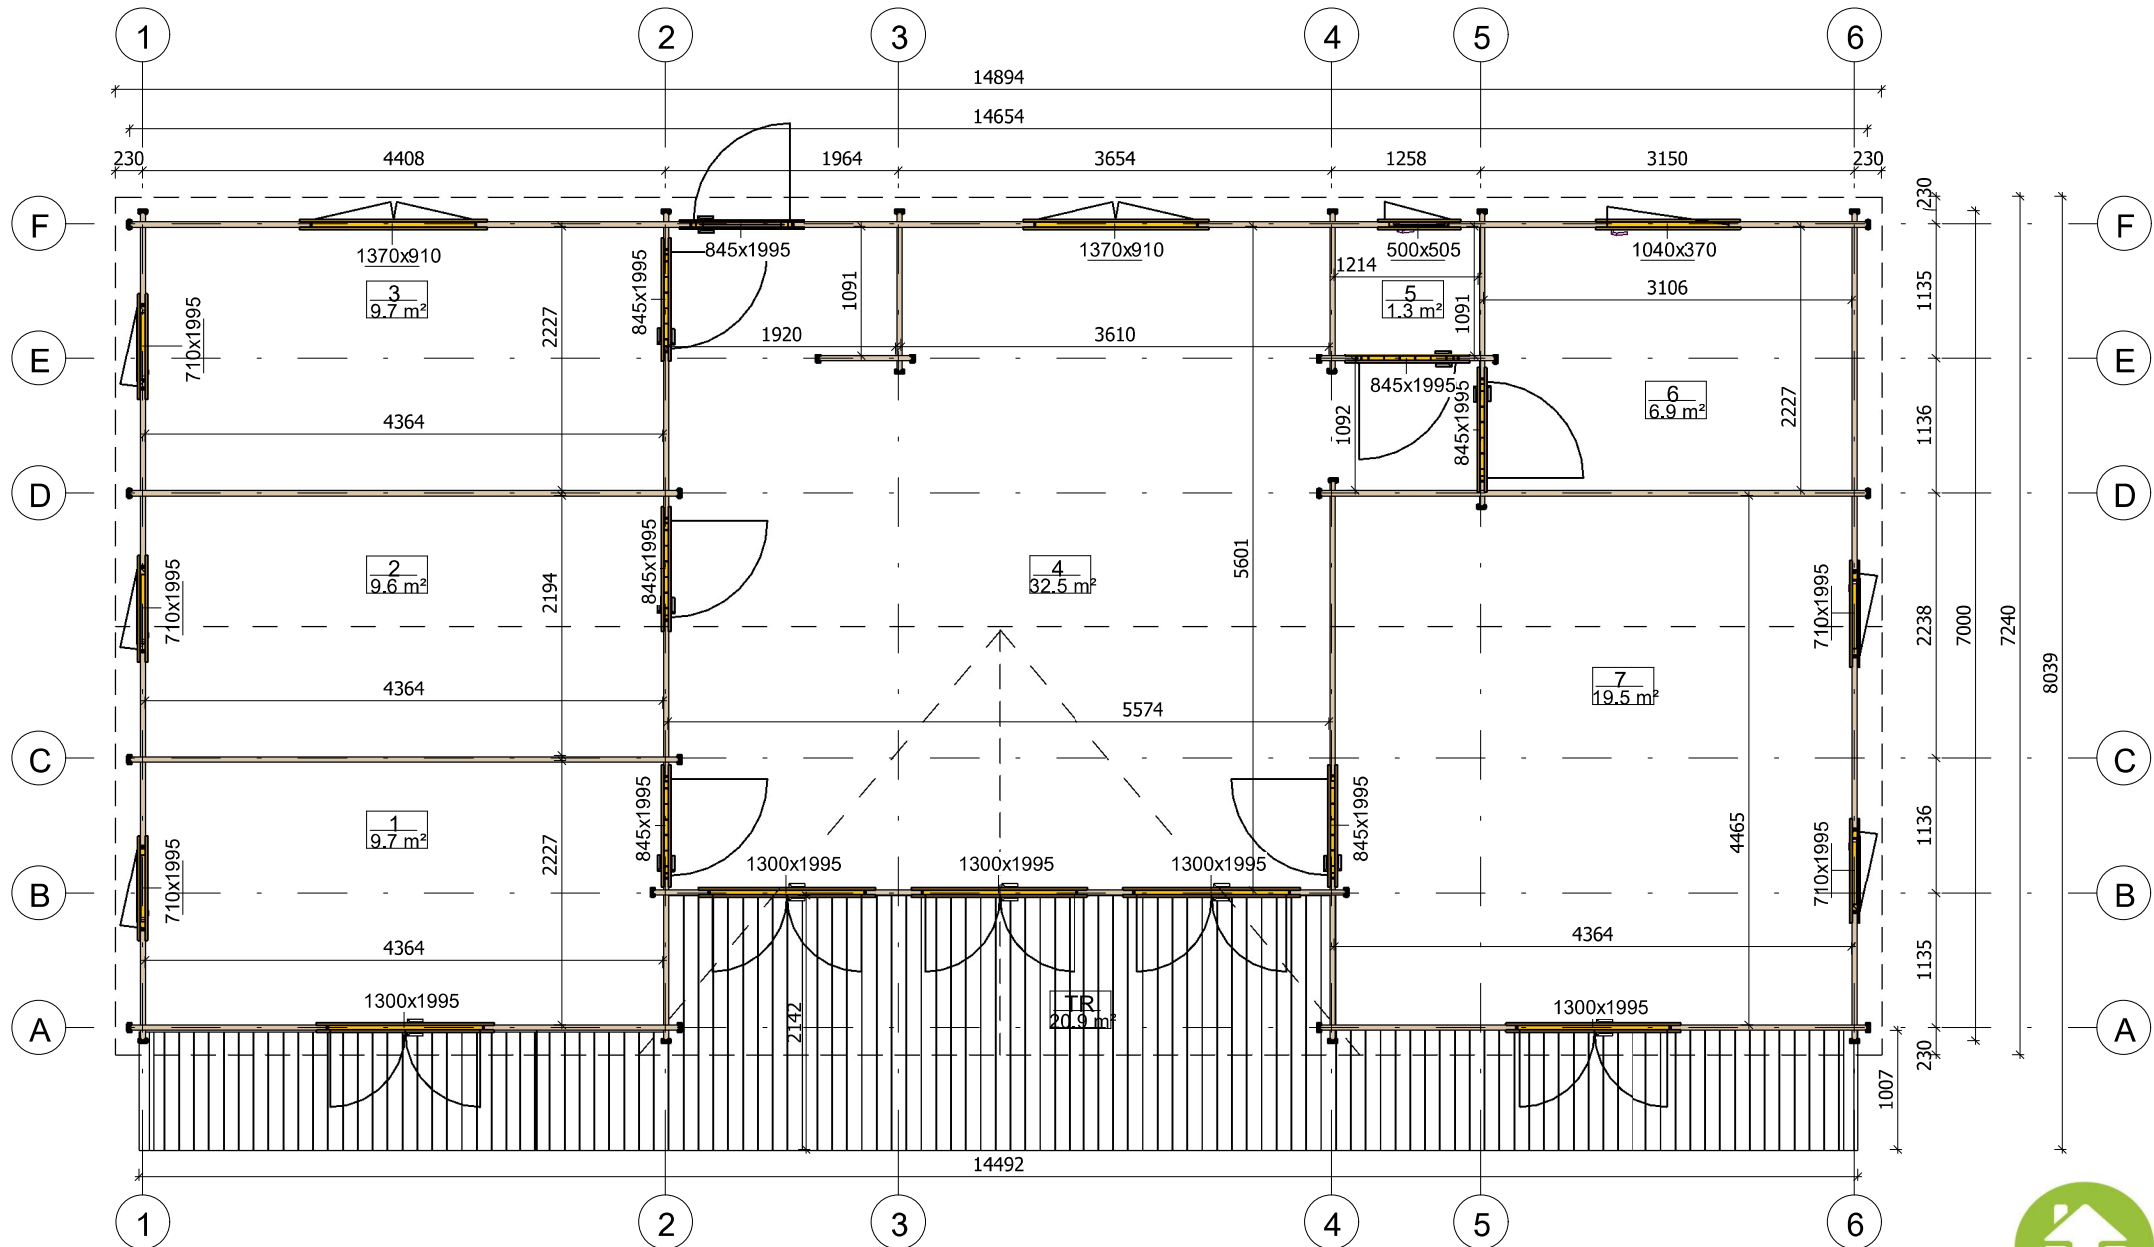 1 2 3 4 5 6
14894
14654
230 4408 1964 3654 1258 3150 230
F F
1370x910 845x1995 1370x910 500x505 1040x370
230
3
9.7 m²
710x1995
2227
845x1995
1091
1214
5
1.3 m²
1091
3106
1135
1920 3610
E E
845x1995
4364
1092
845x1995
6
6.9 m²
2227
1136
D D
2
9.6 m²
710x1995
2194
845x1995
4
32.5 m²
5601
710x1995
2238
7000
7240
8039
4364
5574
7
19.5 m²
C C
1
9.7 m²
710x1995
2227
845x1995
1300x1995 1300x1995 1300x1995
845x1995
4465
710x1995
1136
B B
4364 4364
1135
1300x1995
TR
20.9 m²
2142
1300x1995
A A
230
1007
14492
1 2 3 4 5 6